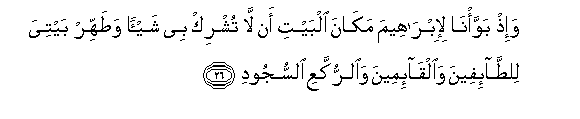 وَإِذْ بَوَّأْنَا لِإِبْرَٰهِيمَ مَكَانَ ٱلْبَيْتِ أَن لَّا تُشْرِكْ بِى شَيْـًٔا وَطَهِّرْ بَيْتِىَ
لِلطَّآئِفِينَ وَٱلْقَآئِمِينَ وَٱلرُّكَّعِ ٱلسُّجُودِ ﴿٢٦﴾